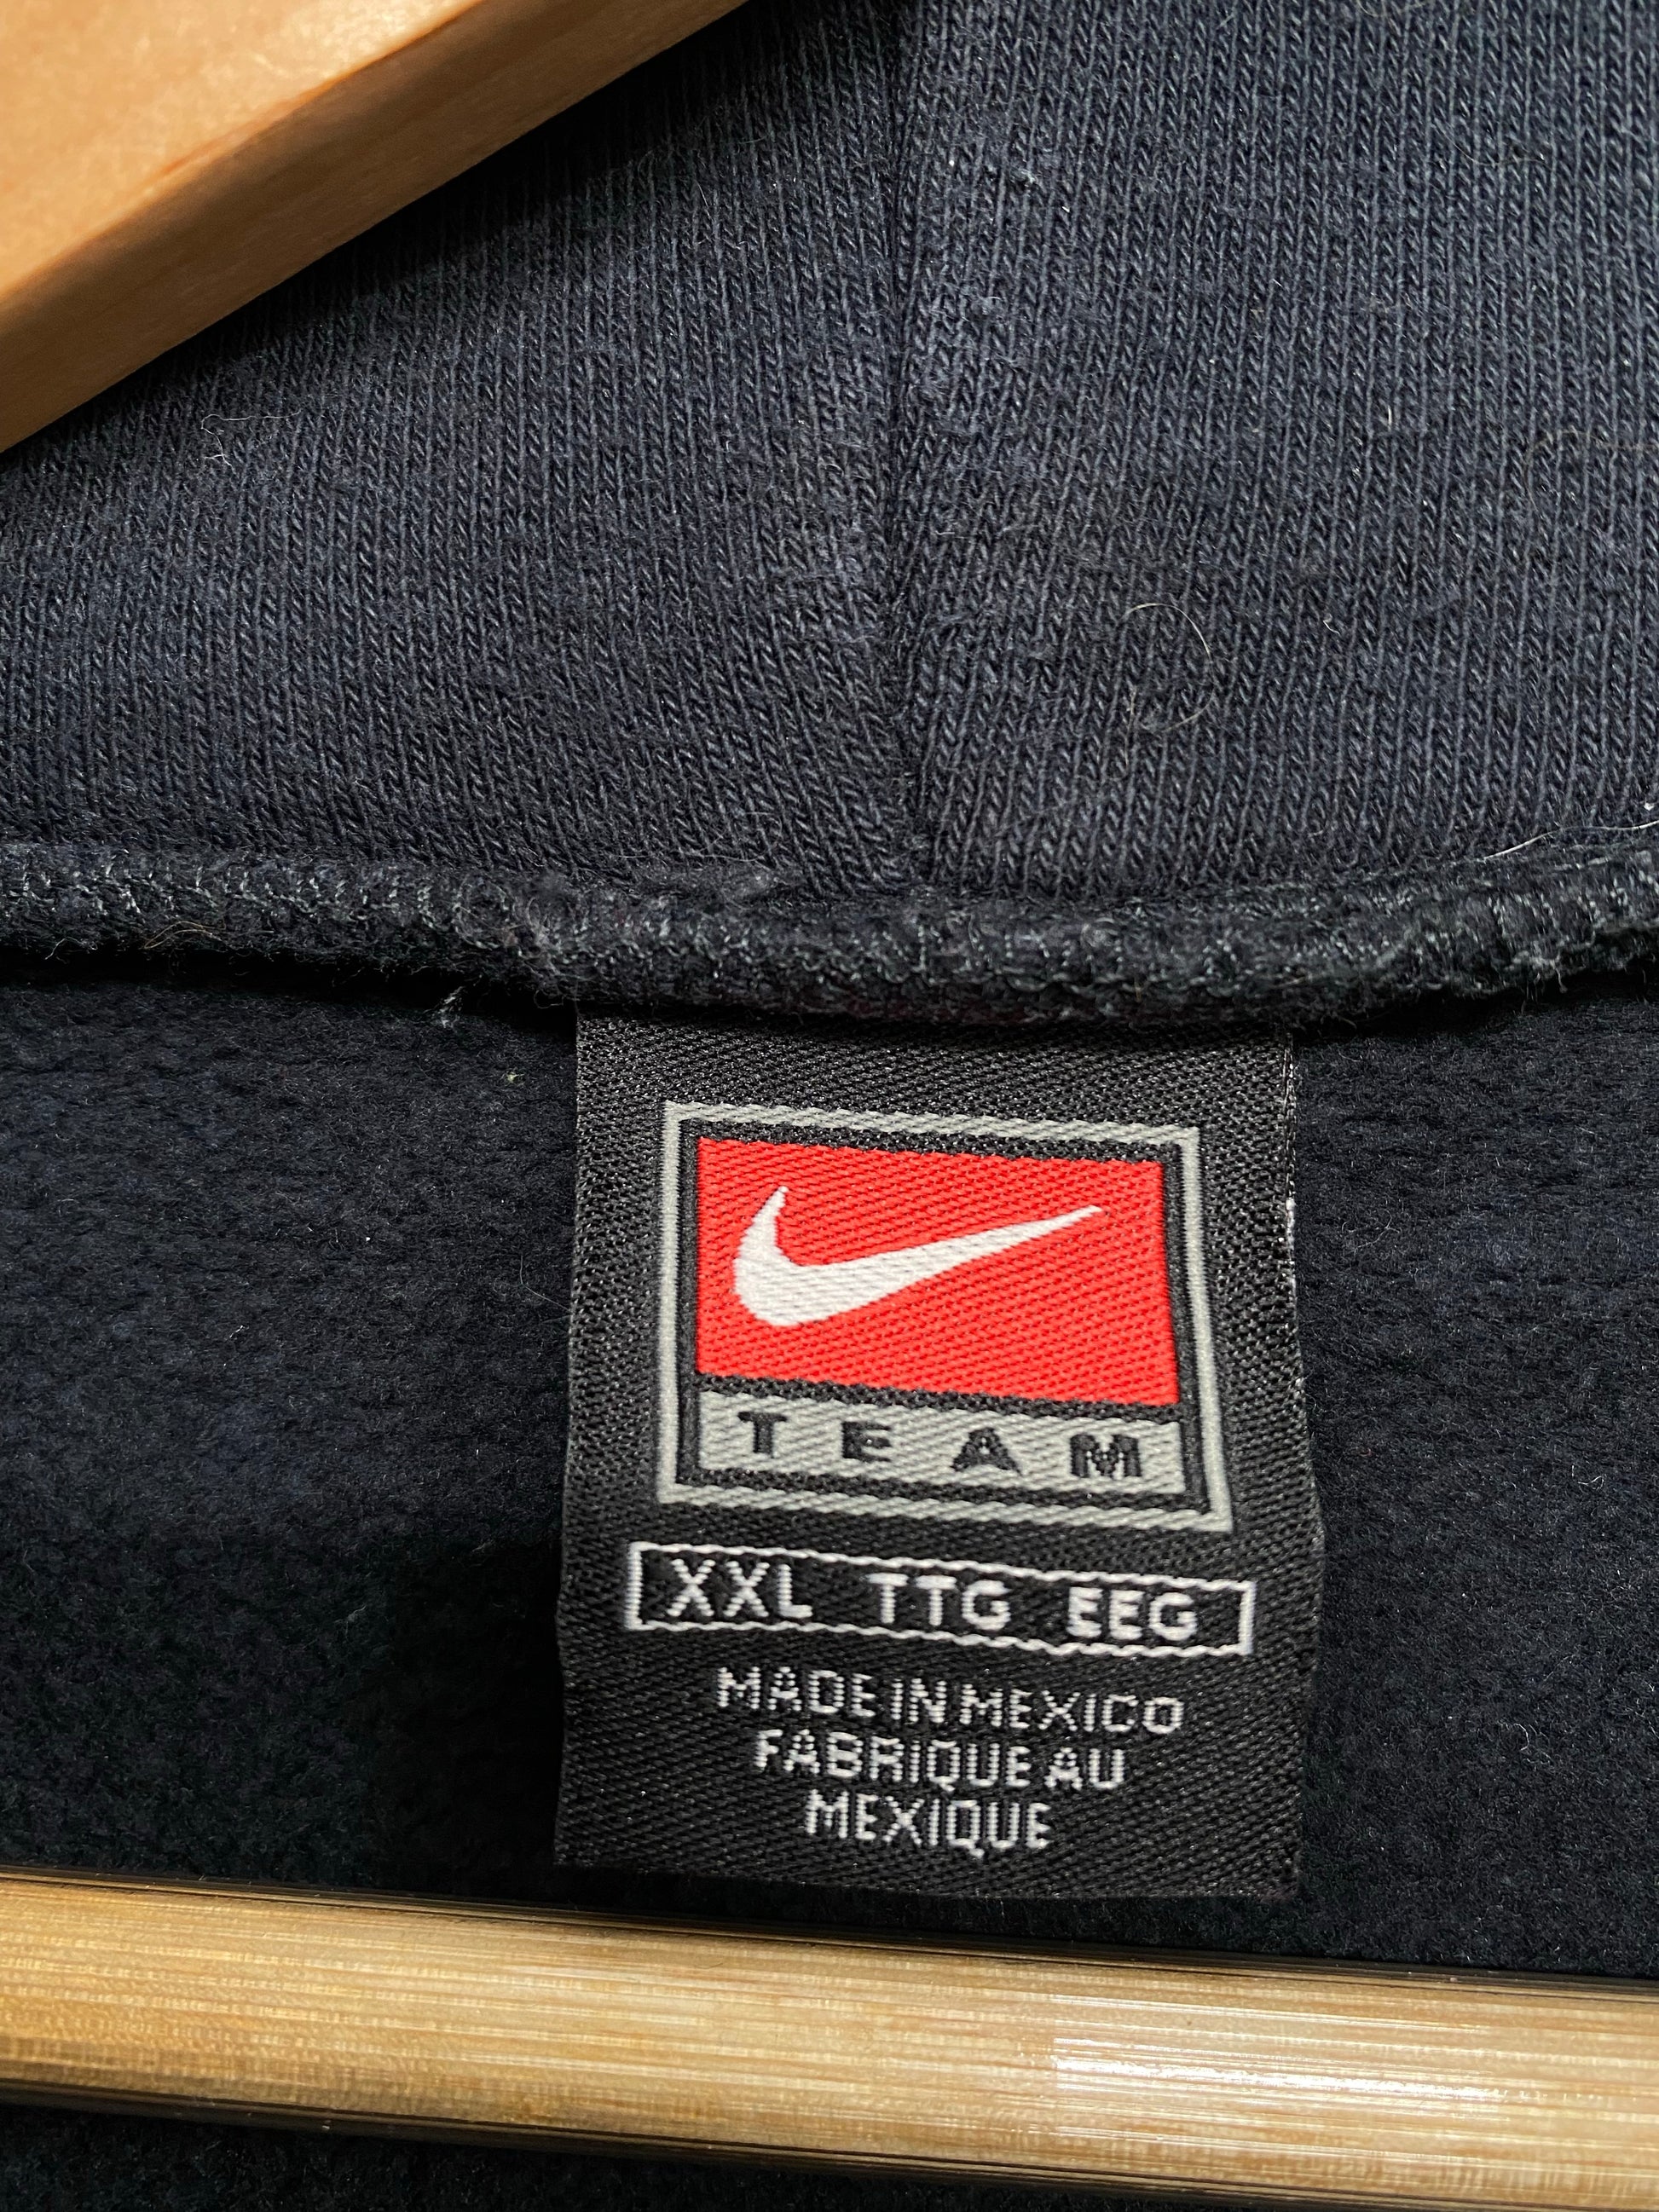 TEAM
XXL TTG EEG
MADE IN MEXICO
FABRIQUE AU
MEXIQUE